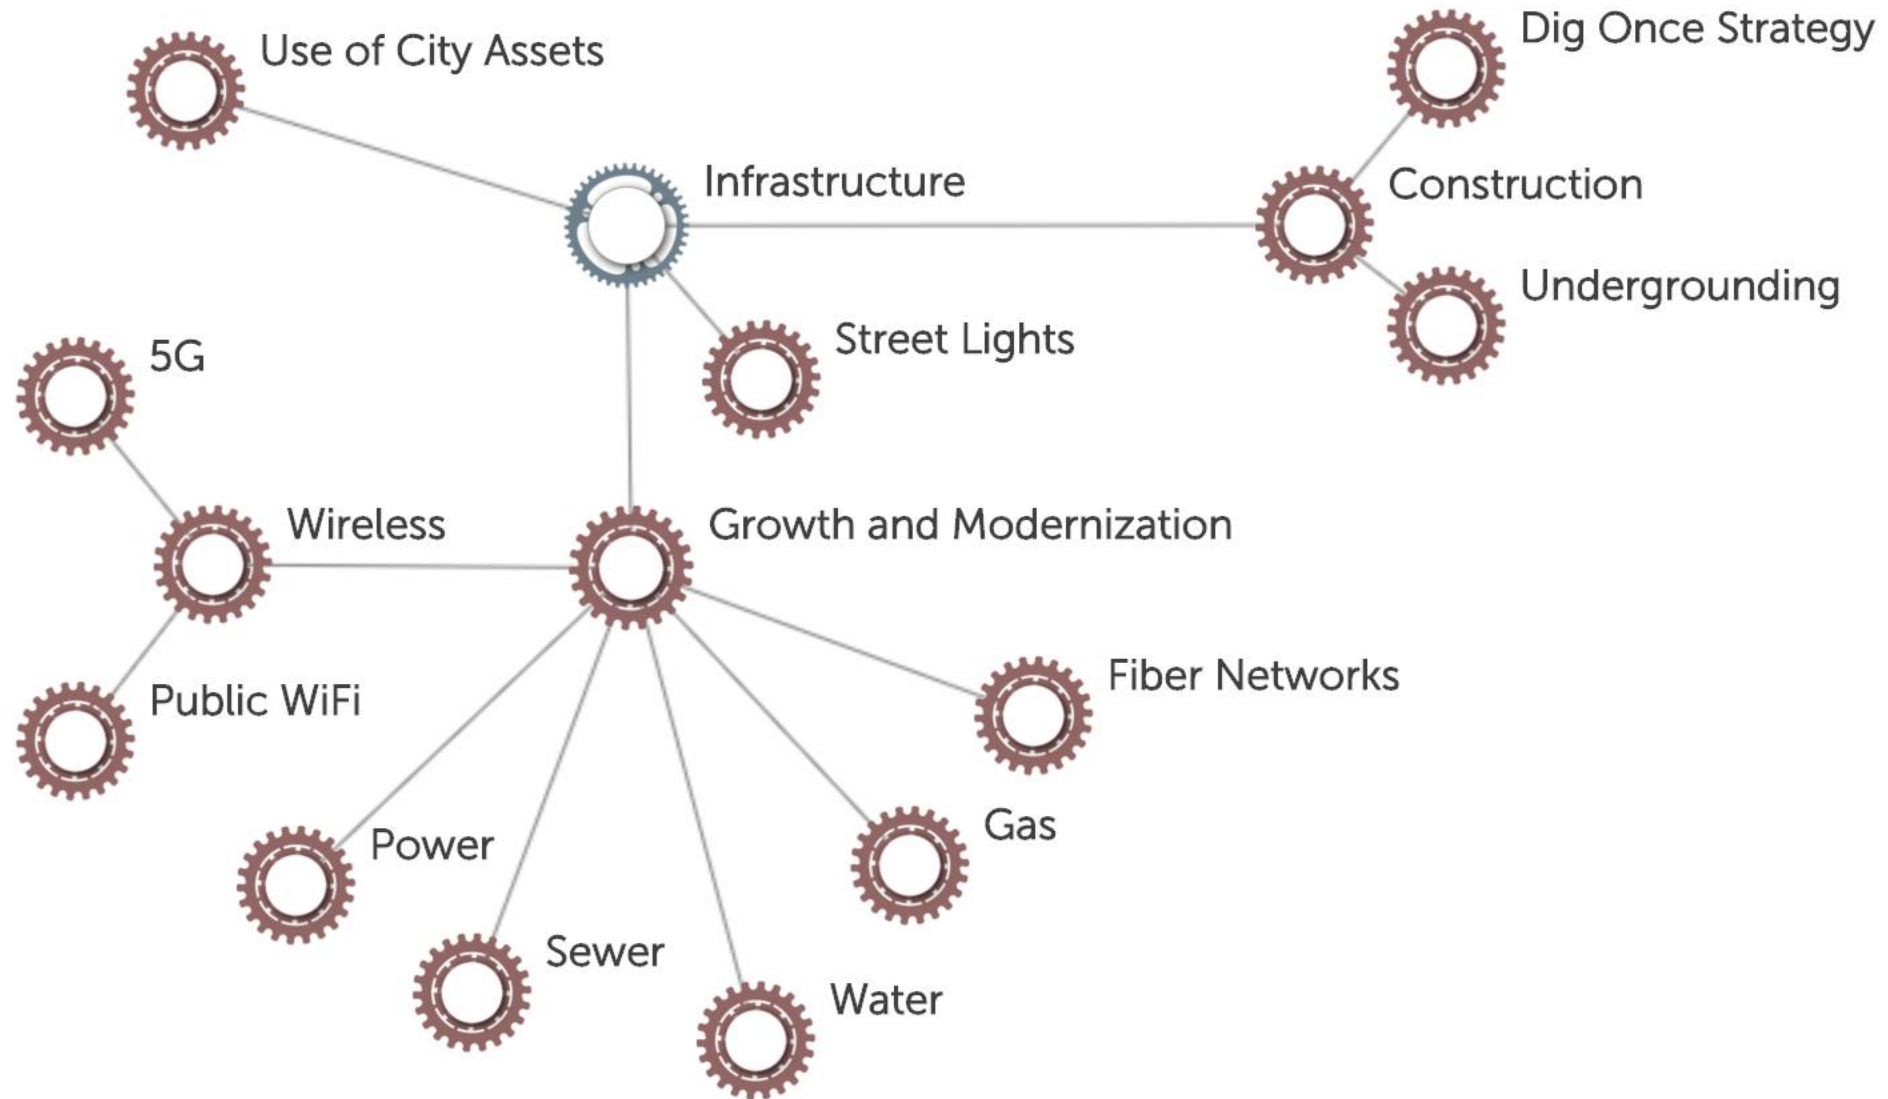 Dig Once Strategy
Use of City Assets
Infrastructure
Construction
Undergrounding
Street Lights
5G
Wireless
Growth and Modernization
Fiber Networks
Public WiFi
Gas
Power
Sewer
Water